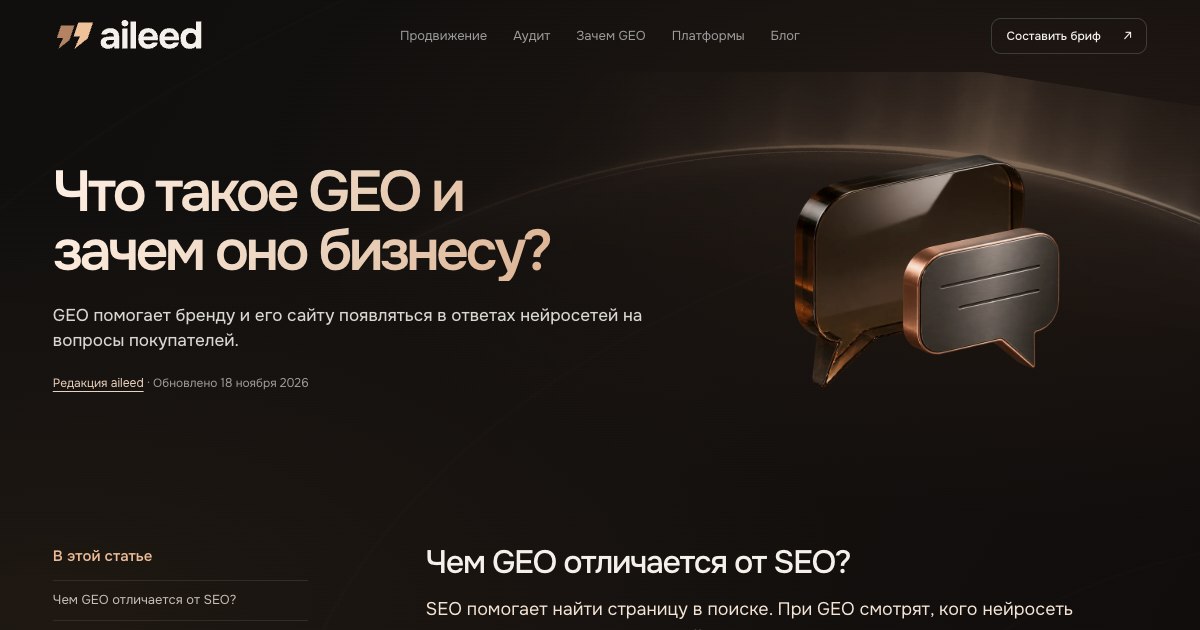 aileed
Продвижение
Аудит
Зачем GEO
Платформы
Блог
Составить бриф
Что такое GEO и
зачем оно бизнесу?
GEO помогает бренду и его сайту появляться в ответах нейросетей на
вопросы покупателей.
Редакция aileed · Обновлено 18 ноября 2026
В этой статье
Чем GEO отличается от SEO?
Чем GEO отличается от SEO?
SEO помогает найти страницу в поиске. При GEO смотрят, кого нейросеть